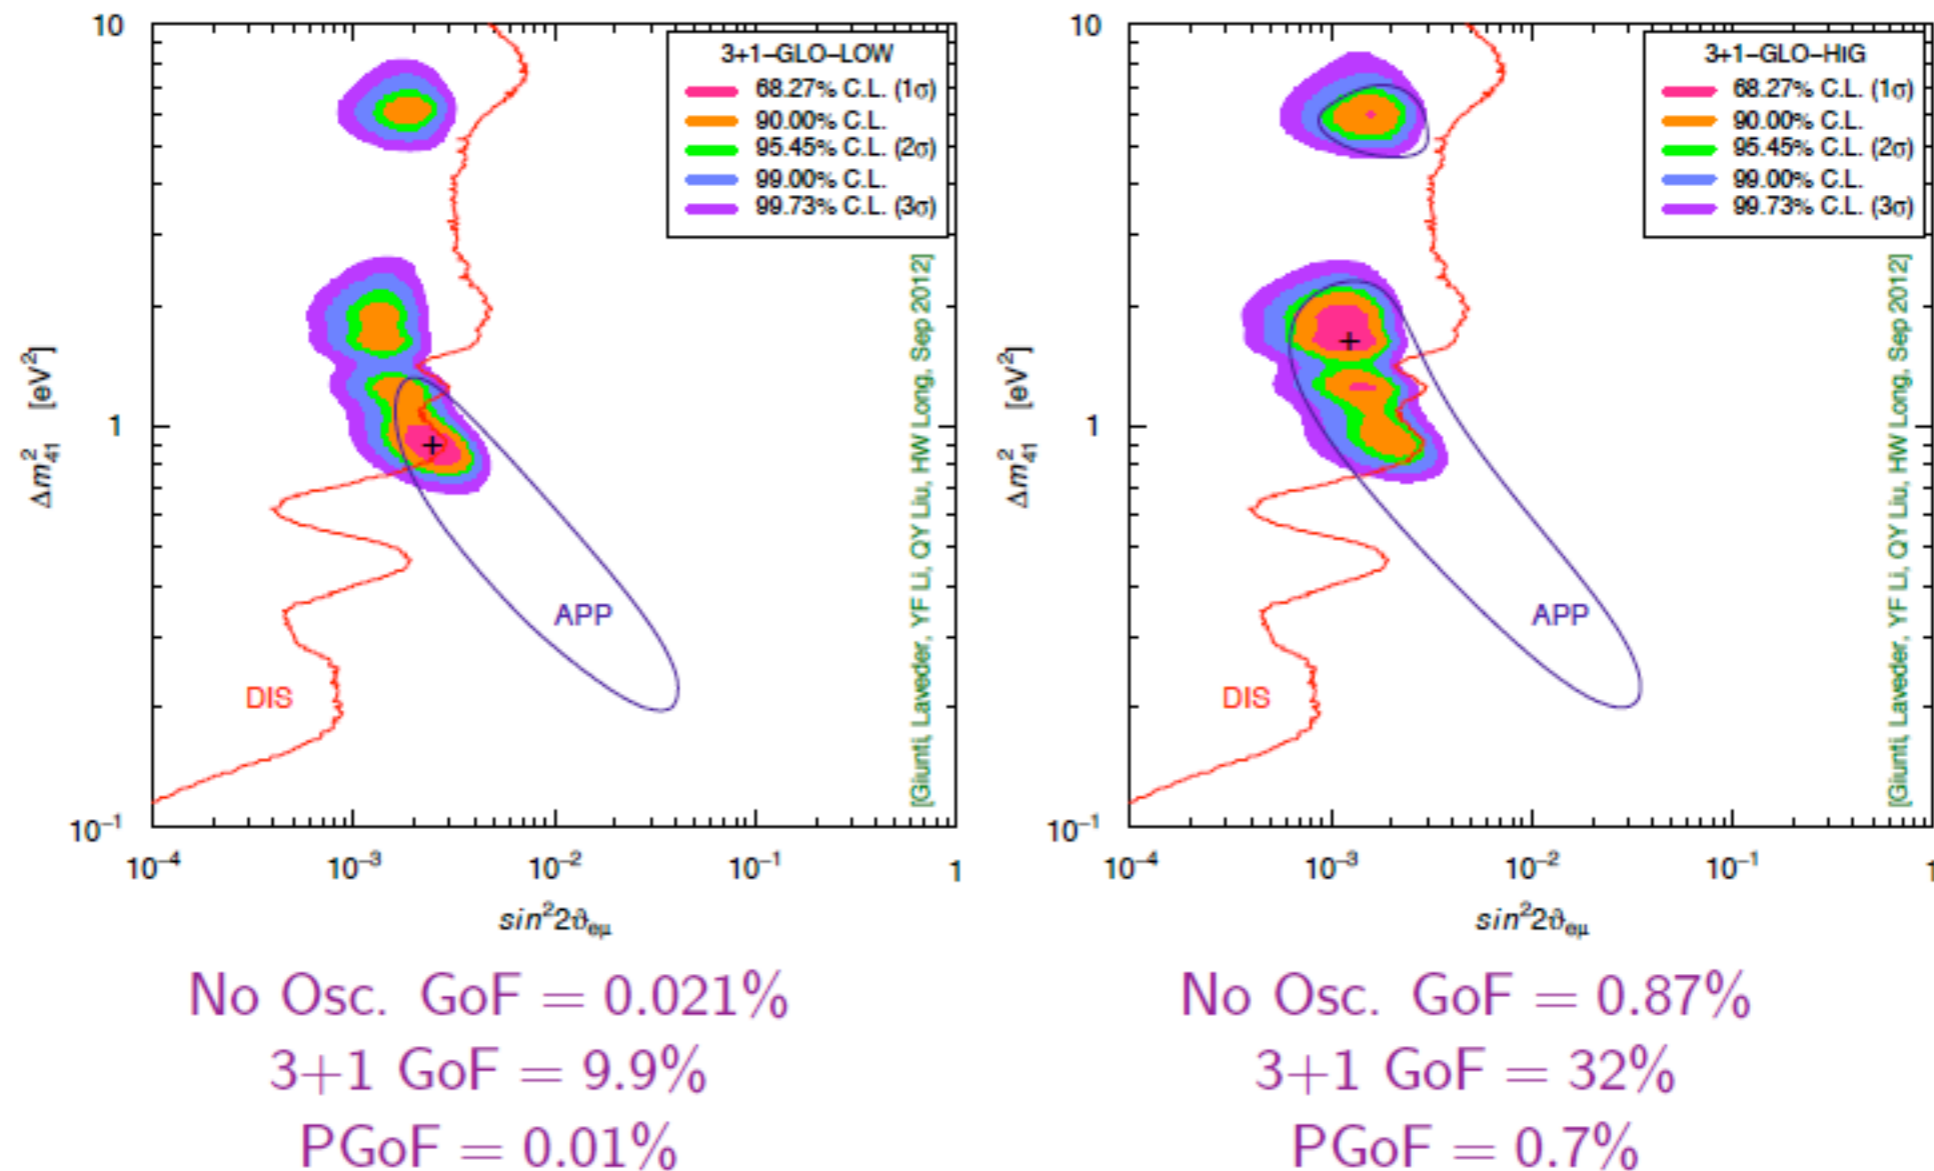 10
1
10⁻¹
10⁻⁴
10⁻³
10⁻²
10⁻¹
1
Δm²₄₁ [eV²]
sin²2ϑeμ
3+1−GLO−LOW
68.27% C.L. (1σ)
90.00% C.L.
95.45% C.L. (2σ)
99.00% C.L.
99.73% C.L. (3σ)
APP
DIS
[Giunti, Laveder, YF Li, QY Liu, HW Long, Sep 2012]
No Osc. GoF = 0.021%
3+1 GoF = 9.9%
PGoF = 0.01%
10
1
10⁻¹
10⁻⁴
10⁻³
10⁻²
10⁻¹
1
Δm²₄₁ [eV²]
sin²2ϑeμ
3+1−GLO−HIG
68.27% C.L. (1σ)
90.00% C.L.
95.45% C.L. (2σ)
99.00% C.L.
99.73% C.L. (3σ)
APP
DIS
[Giunti, Laveder, YF Li, QY Liu, HW Long, Sep 2012]
No Osc. GoF = 0.87%
3+1 GoF = 32%
PGoF = 0.7%